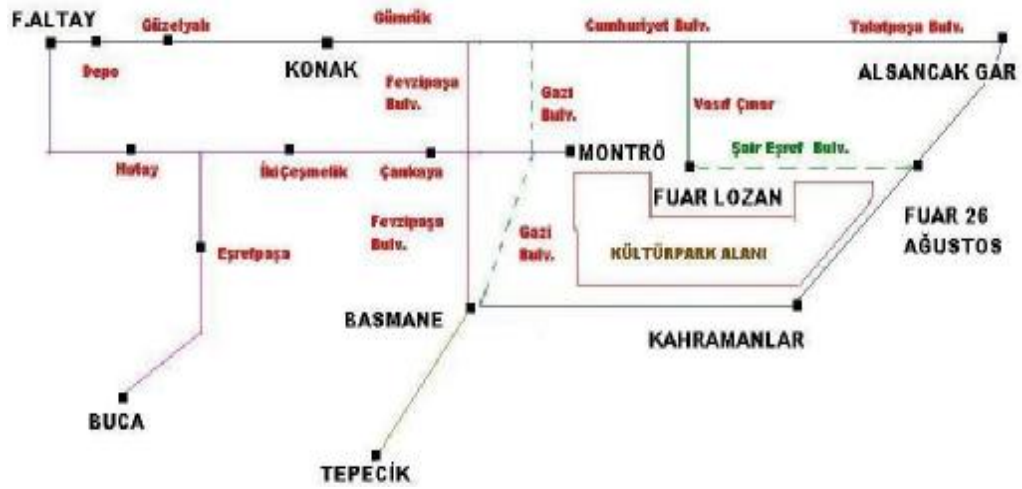 F.ALTAY
Güzelyalı
Gümrük
Cumhuriyet Bulv.
Talatpaşa Bulv.
Depo
KONAK
ALSANCAK GAR
Fevzipaşa
Bulv.
Gazi
Bulv.
Vasıf Çınar
MONTRÖ
Şair Eşref Bulv.
Hatay
İkiÇeşmelik
Çankaya
FUAR LOZAN
FUAR 26
AĞUSTOS
Eşrefpaşa
Fevzipaşa
Bulv.
Gazi
Bulv.
KÜLTÜRPARK ALANI
BASMANE
KAHRAMANLAR
BUCA
TEPECİK